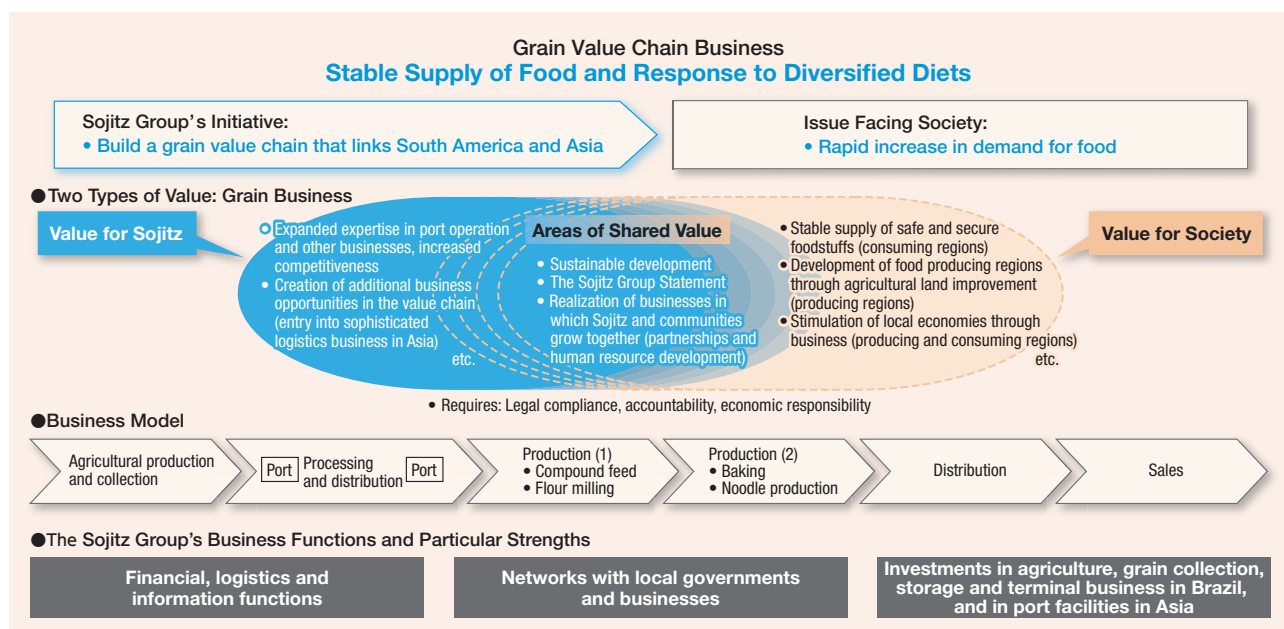 Grain Value Chain Business
Stable Supply of Food and Response to Diversified Diets
Sojitz Group's Initiative:
• Build a grain value chain that links South America and Asia
Issue Facing Society:
• Rapid increase in demand for food
●Two Types of Value: Grain Business
Value for Sojitz
• Expanded expertise in port operation
and other businesses, increased
competitiveness
• Creation of additional business
opportunities in the value chain
(entry into sophisticated
logistics business in Asia)
etc.
Areas of Shared Value
• Sustainable development
• The Sojitz Group Statement
• Realization of businesses in
which Sojitz and communities
grow together (partnerships and
human resource development)
• Stable supply of safe and secure
foodstuffs (consuming regions)
• Development of food producing regions
through agricultural land improvement
(producing regions)
• Stimulation of local economies through
business (producing and consuming regions)
etc.
Value for Society
• Requires: Legal compliance, accountability, economic responsibility
●Business Model
Agricultural production
and collection
Port
Processing
and distribution
Port
Production (1)
• Compound feed
• Flour milling
Production (2)
• Baking
• Noodle production
Distribution
Sales
●The Sojitz Group's Business Functions and Particular Strengths
Financial, logistics and
information functions
Networks with local governments
and businesses
Investments in agriculture, grain collection,
storage and terminal business in Brazil,
and in port facilities in Asia